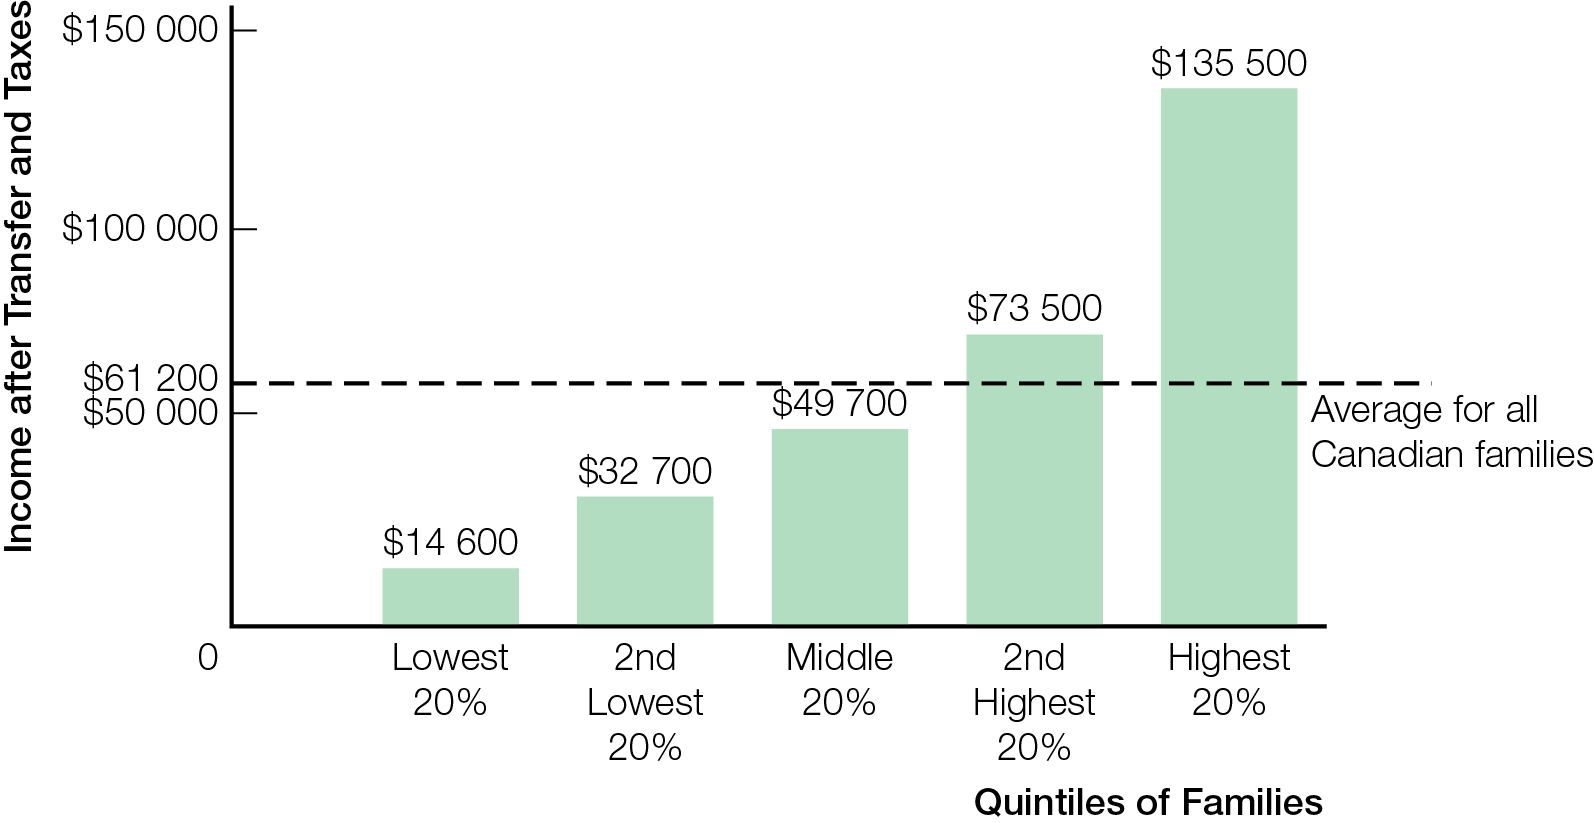 Income after Transfer and Taxes
$150 000
$100 000
$61 200
$50 000
0
$14 600
$32 700
$49 700
$73 500
$135 500
Average for all
Canadian families
Lowest
20%
2nd
Lowest
20%
Middle
20%
2nd
Highest
20%
Highest
20%
Quintiles of Families